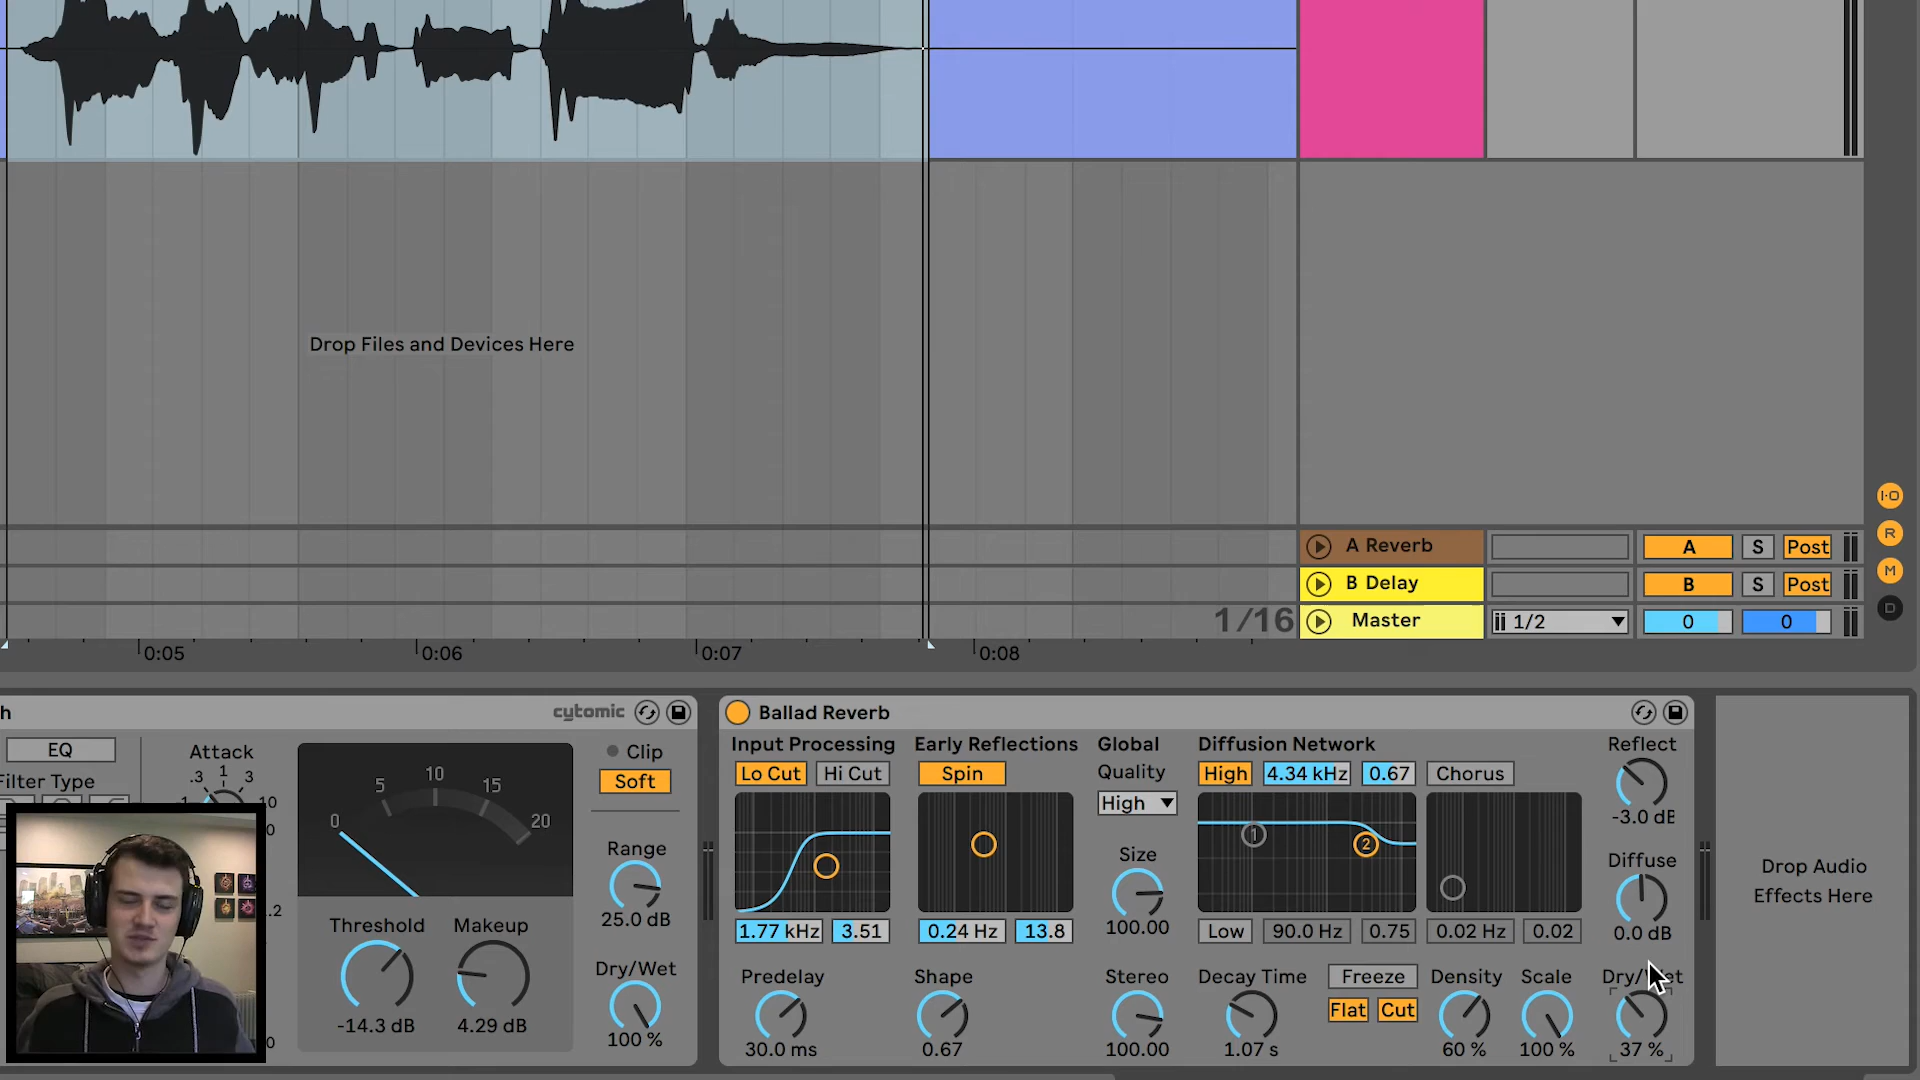 Drop Files and Devices Here
A Reverb
A
S
Post
B Delay
B
S
Post
1/16
Master
1/2
0
0
I·O
R
M
D
0:05
0:06
0:07
0:08
h
cytomic
EQ
Filter Type
Attack
.3
1
3
10
0
5
10
15
20
Threshold
-14.3 dB
Makeup
4.29 dB
Clip
Soft
Range
25.0 dB
Dry/Wet
100 %
Ballad Reverb
Input Processing
Lo Cut
Hi Cut
1.77 kHz
3.51
Predelay
30.0 ms
Early Reflections
Spin
0.24 Hz
13.8
Shape
0.67
Global
Quality
High
Size
100.00
Stereo
100.00
Diffusion Network
High
4.34 kHz
0.67
Chorus
1
2
Low
90.0 Hz
0.75
0.02 Hz
0.02
Decay Time
1.07 s
Freeze
Flat
Cut
Density
60 %
Scale
100 %
Reflect
-3.0 dB
Diffuse
0.0 dB
37 %
Drop Audio
Effects Here